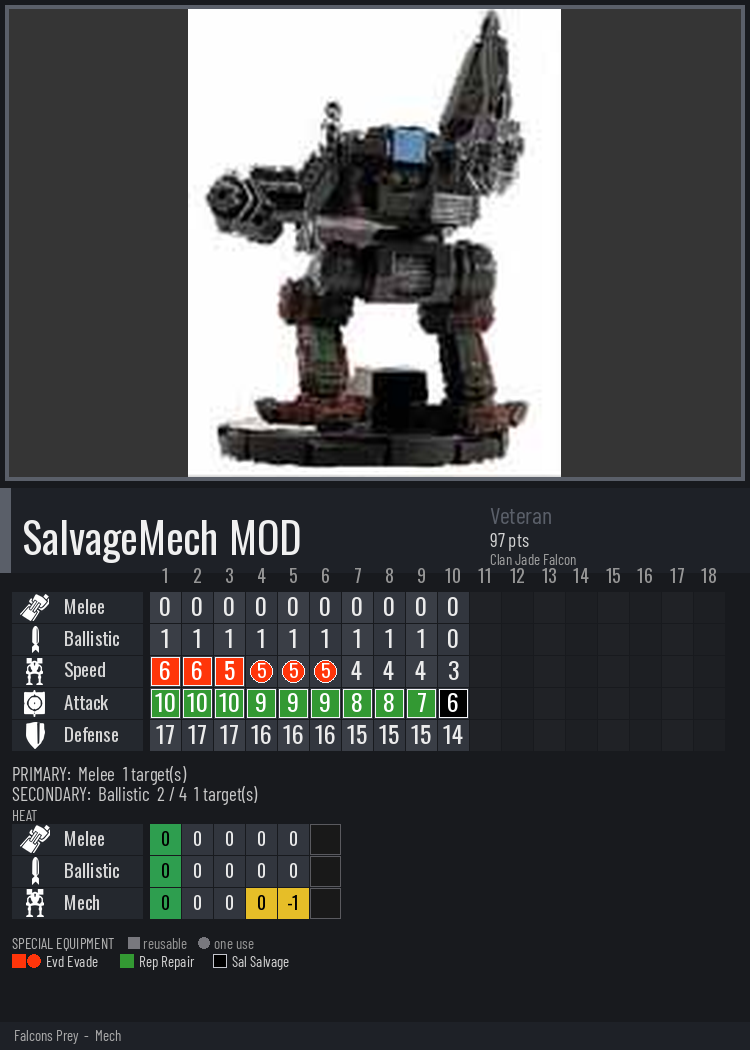 SalvageMech MOD
Veteran
97 pts
Clan Jade Falcon
1 2 3 4 5 6 7 8 9 10 11 12 13 14 15 16 17 18
Melee 0 0 0 0 0 0 0 0 0 0
Ballistic 1 1 1 1 1 1 1 1 1 0
Speed 6 6 5 5 5 5 4 4 4 3
Attack 10 10 10 9 9 9 8 8 7 6
Defense 17 17 17 16 16 16 15 15 15 14
PRIMARY: Melee 1 target(s)
SECONDARY: Ballistic 2 / 4 1 target(s)
HEAT
Melee 0 0 0 0 0
Ballistic 0 0 0 0 0
Mech 0 0 0 0 -1
SPECIAL EQUIPMENT reusable one use
Evd Evade Rep Repair Sal Salvage
Falcons Prey - Mech